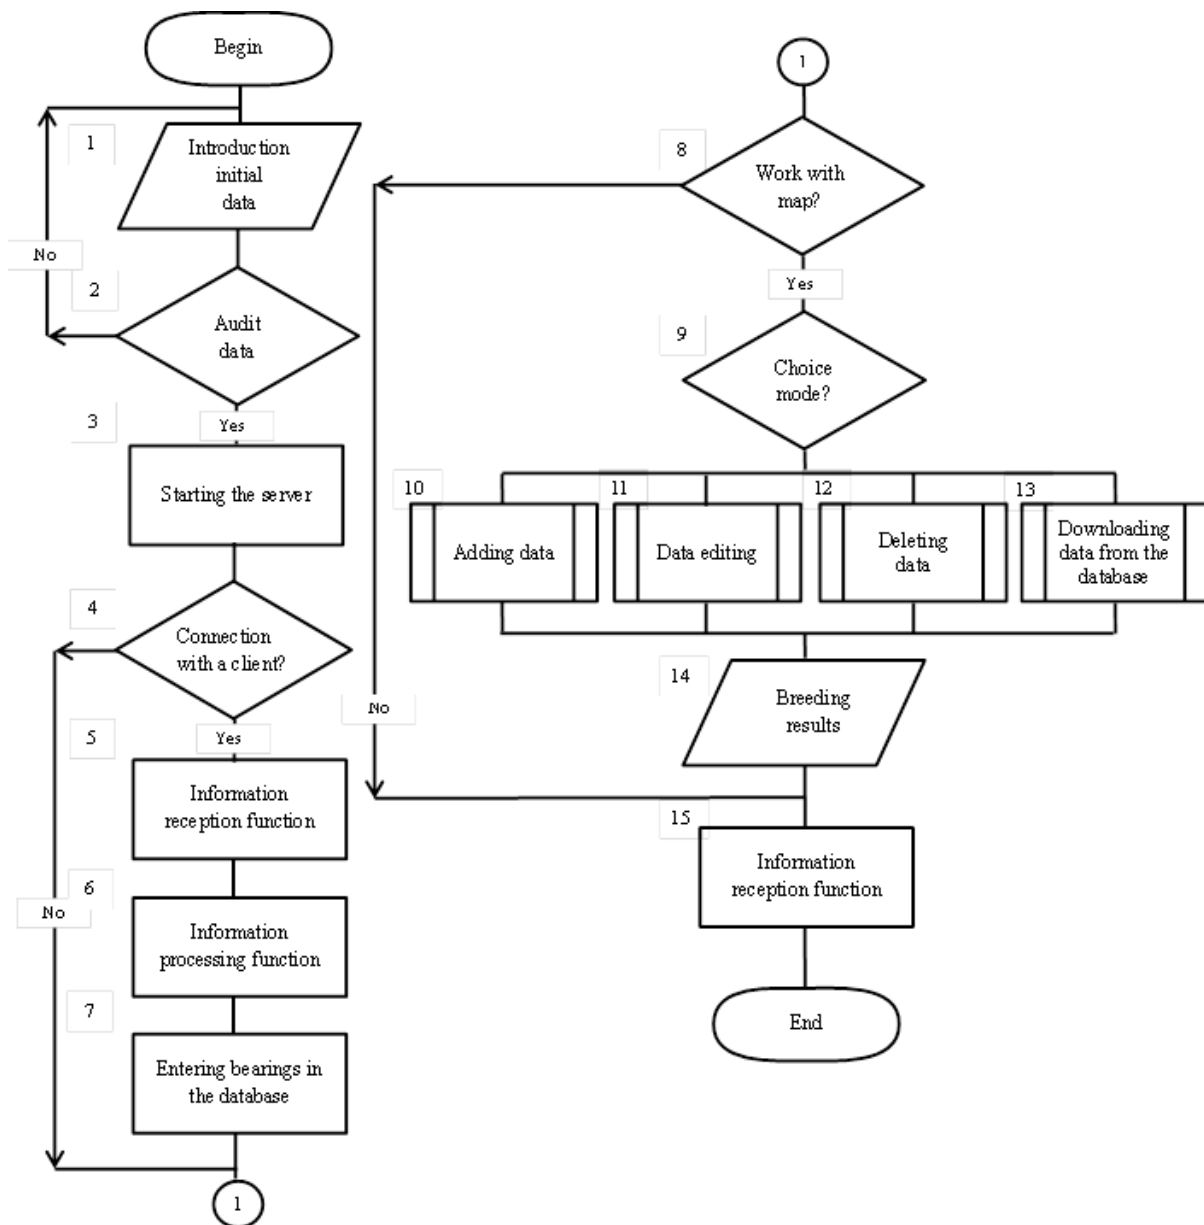 Begin
1
Introduction
initial
data
No
2
Audit
data
3
Yes
Starting the server
4
Connection
with a client?
5
Yes
Information
reception function
6
No
Information
processing function
7
Entering bearings in
the database
1
1
8
Work with
map?
Yes
9
Choice
mode?
10
Adding data
11
Data editing
12
Deleting
data
13
Downloading
data from the
database
14
Breeding
results
No
15
Information
reception function
End